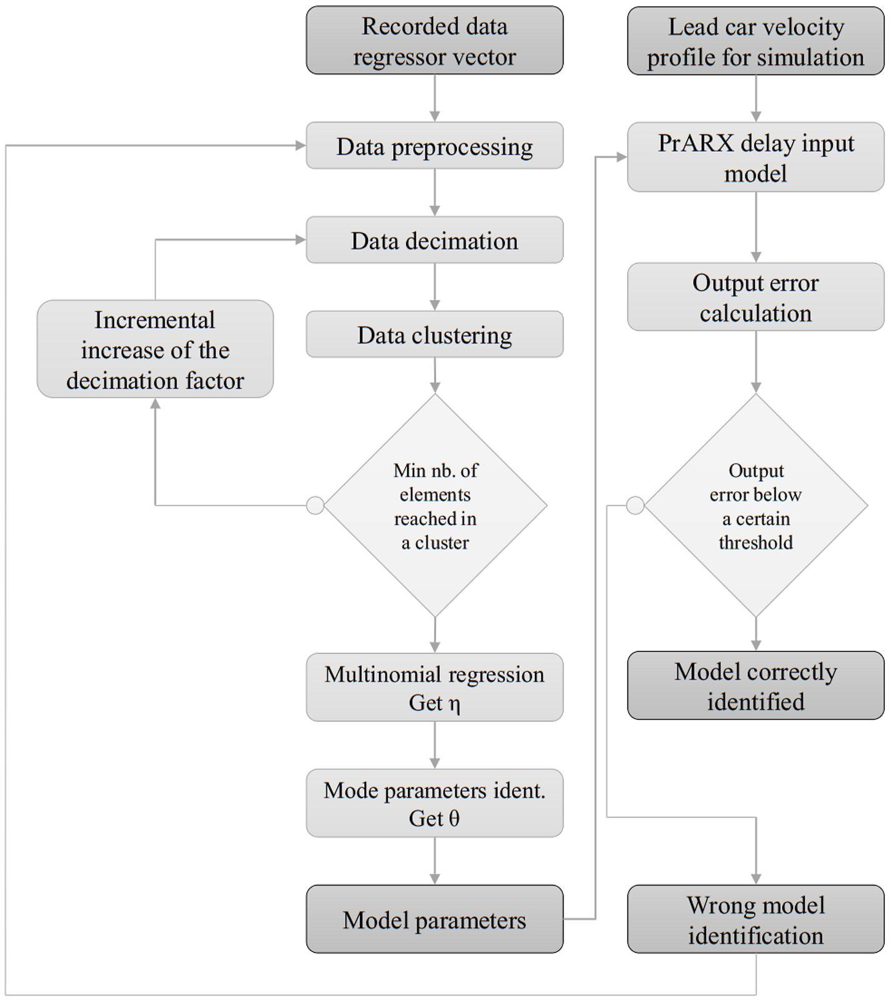 Recorded data
regressor vector
Data preprocessing
Data decimation
Data clustering
Incremental
increase of the
decimation factor
Min nb. of
elements
reached in
a cluster
Multinomial regression
Get η
Mode parameters ident.
Get θ
Model parameters
Lead car velocity
profile for simulation
PrARX delay input
model
Output error
calculation
Output
error below
a certain
threshold
Model correctly
identified
Wrong model
identification